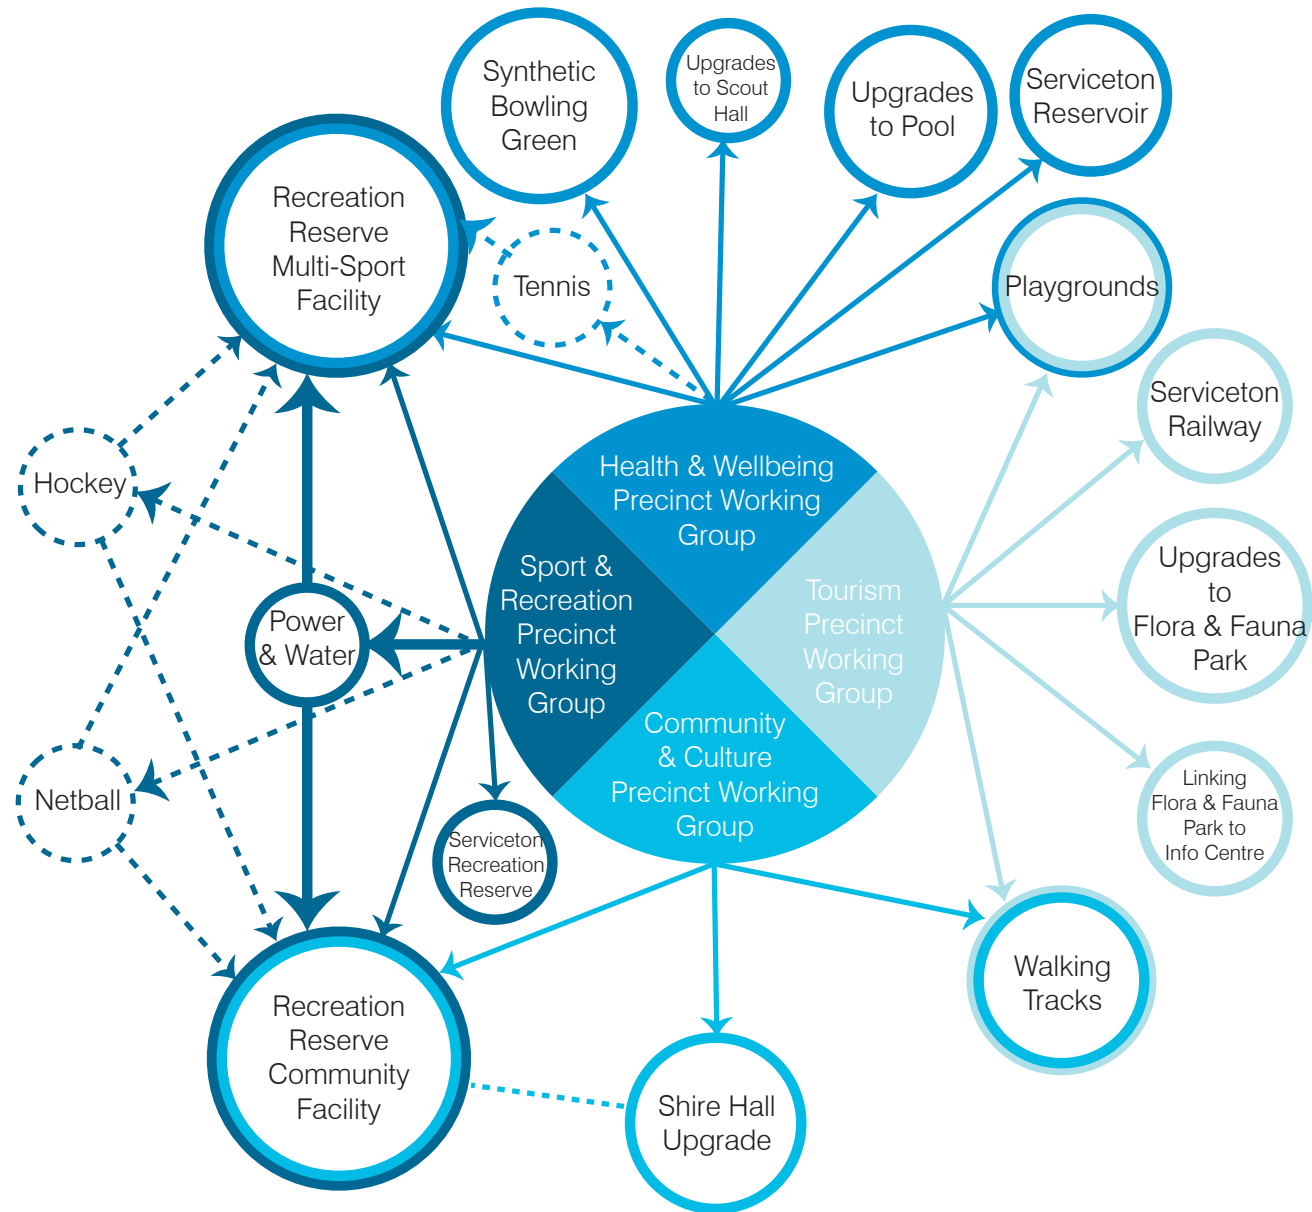 Synthetic
Bowling
Green
Upgrades
to Scout
Hall
Upgrades
to Pool
Serviceton
Reservoir
Recreation
Reserve
Multi-Sport
Facility
Tennis
Playgrounds
Serviceton
Railway
Hockey
Health & Wellbeing
Precinct Working
Group
Sport &
Recreation
Precinct
Working
Group
Tourism
Precinct
Working
Group
Upgrades
to
Flora & Fauna
Park
Power
& Water
Community
& Culture
Precinct Working
Group
Netball
Serviceton
Recreation
Reserve
Linking
Flora & Fauna
Park to
Info Centre
Walking
Tracks
Recreation
Reserve
Community
Facility
Shire Hall
Upgrade